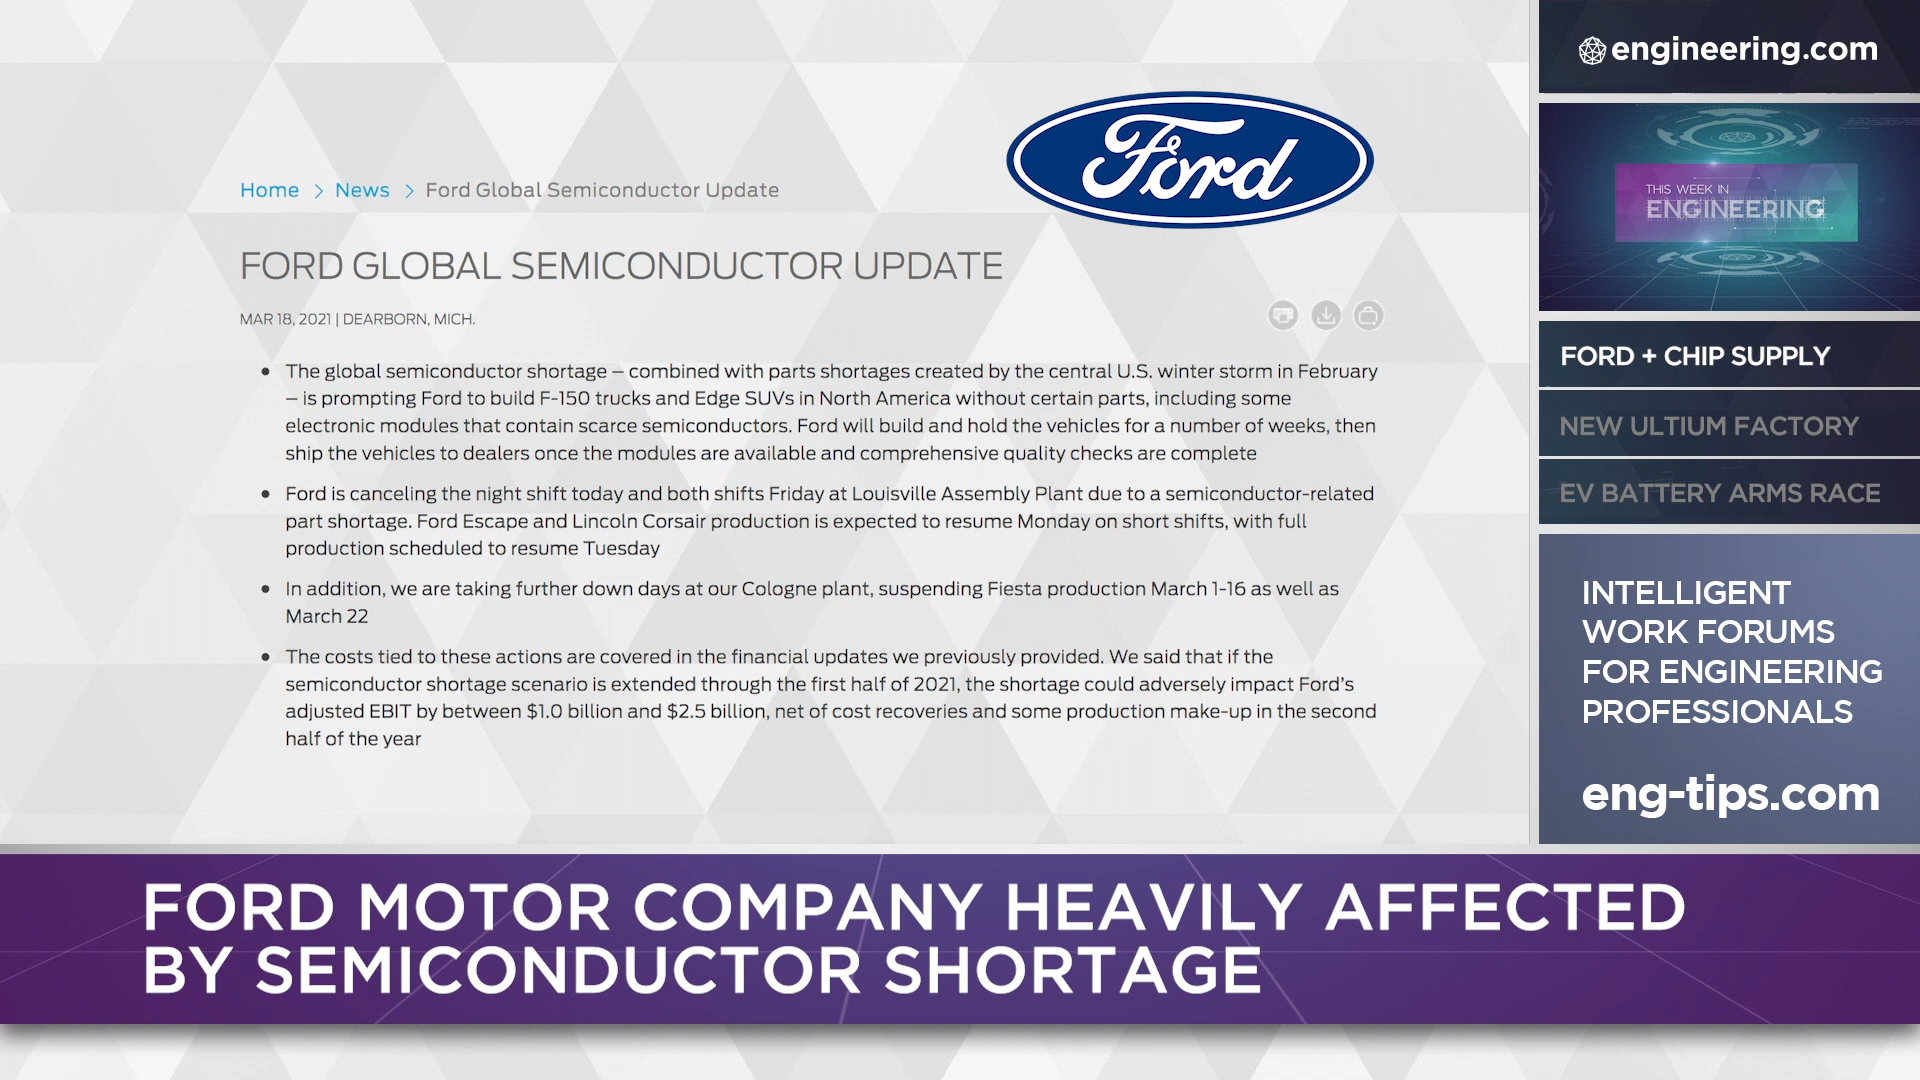 Home > News > Ford Global Semiconductor Update
Ford
FORD GLOBAL SEMICONDUCTOR UPDATE
MAR 18, 2021 | DEARBORN, MICH.
• The global semiconductor shortage – combined with parts shortages created by the central U.S. winter storm in February
– is prompting Ford to build F-150 trucks and Edge SUVs in North America without certain parts, including some
electronic modules that contain scarce semiconductors. Ford will build and hold the vehicles for a number of weeks, then
ship the vehicles to dealers once the modules are available and comprehensive quality checks are complete
• Ford is canceling the night shift today and both shifts Friday at Louisville Assembly Plant due to a semiconductor-related
part shortage. Ford Escape and Lincoln Corsair production is expected to resume Monday on short shifts, with full
production scheduled to resume Tuesday
• In addition, we are taking further down days at our Cologne plant, suspending Fiesta production March 1-16 as well as
March 22
• The costs tied to these actions are covered in the financial updates we previously provided. We said that if the
semiconductor shortage scenario is extended through the first half of 2021, the shortage could adversely impact Ford's
adjusted EBIT by between $1.0 billion and $2.5 billion, net of cost recoveries and some production make-up in the second
half of the year
engineering.com
THIS WEEK IN
ENGINEERING
FORD + CHIP SUPPLY
NEW ULTIUM FACTORY
EV BATTERY ARMS RACE
INTELLIGENT
WORK FORUMS
FOR ENGINEERING
PROFESSIONALS
eng-tips.com
FORD MOTOR COMPANY HEAVILY AFFECTED
BY SEMICONDUCTOR SHORTAGE